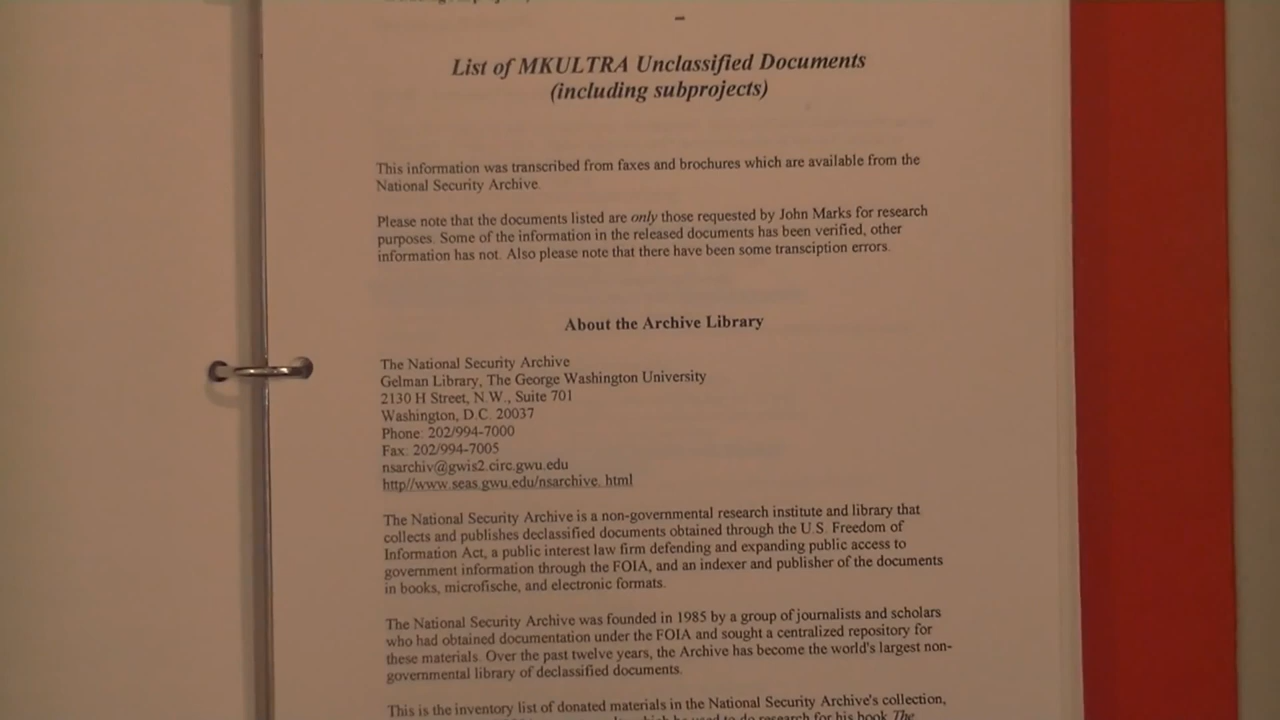 List of MKULTRA Unclassified Documents
(including subprojects)
This information was transcribed from faxes and brochures which are available from the
National Security Archive.
Please note that the documents listed are only those requested by John Marks for research
purposes. Some of the information in the released documents has been verified, other
information has not. Also please note that there have been some transciption errors.
About the Archive Library
The National Security Archive
Gelman Library, The George Washington University
2130 H Street, N.W., Suite 701
Washington, D.C. 20037
Phone: 202/994-7000
Fax: 202/994-7005
nsarchiv@gwis2.circ.gwu.edu
http//www.seas.gwu.edu/nsarchive. html
The National Security Archive is a non-governmental research institute and library that
collects and publishes declassified documents obtained through the U.S. Freedom of
Information Act, a public interest law firm defending and expanding public access to
government information through the FOIA, and an indexer and publisher of the documents
in books, microfische, and electronic formats.
The National Security Archive was founded in 1985 by a group of journalists and scholars
who had obtained documentation under the FOIA and sought a centralized repository for
these materials. Over the past twelve years, the Archive has become the world's largest non-
governmental library of declassified documents.
This is the inventory list of donated materials in the National Security Archive's collection,
which he used to do research for his book The